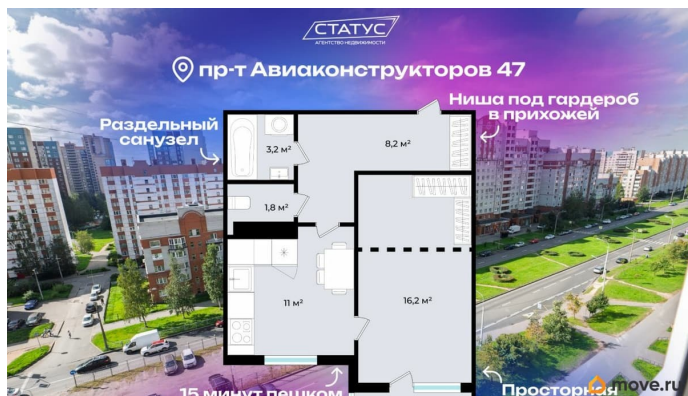 СТАТУС
АГЕНТСТВО НЕДВИЖИМОСТИ
пр-т Авиаконструкторов 47
Раздельный
санузел
Ниша под гардероб
в прихожей
3,2 м²
8,2 м²
1,8 м²
11 м²
16,2 м²
15 минут пешком
Просторная
move.ru